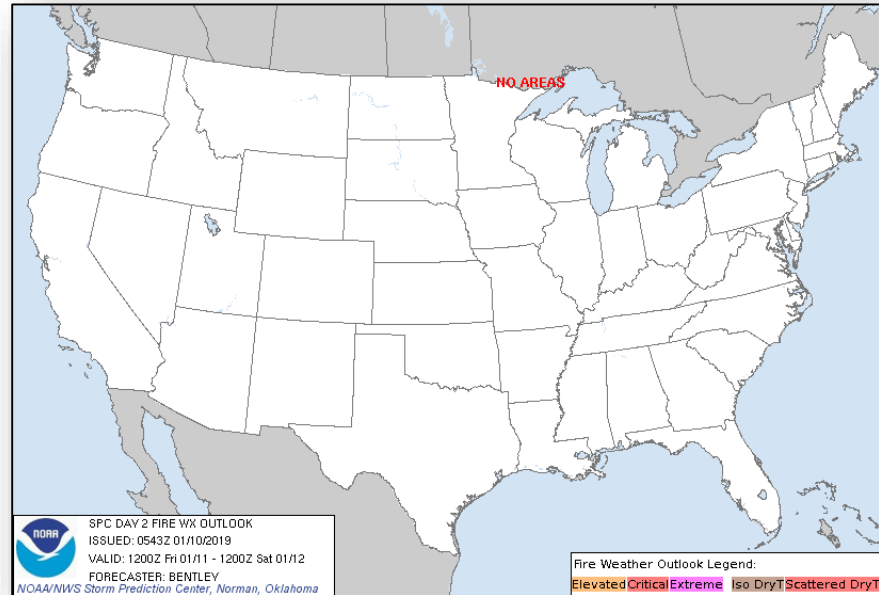 NO AREAS
NOAA
SPC DAY 2 FIRE WX OUTLOOK
ISSUED: 0543Z 01/10/2019
VALID: 1200Z Fri 01/11 - 1200Z Sat 01/12
FORECASTER: BENTLEY
NOAA/NWS Storm Prediction Center, Norman, Oklahoma
Fire Weather Outlook Legend:
Elevated Critical Extreme Iso DryT Scattered DryT